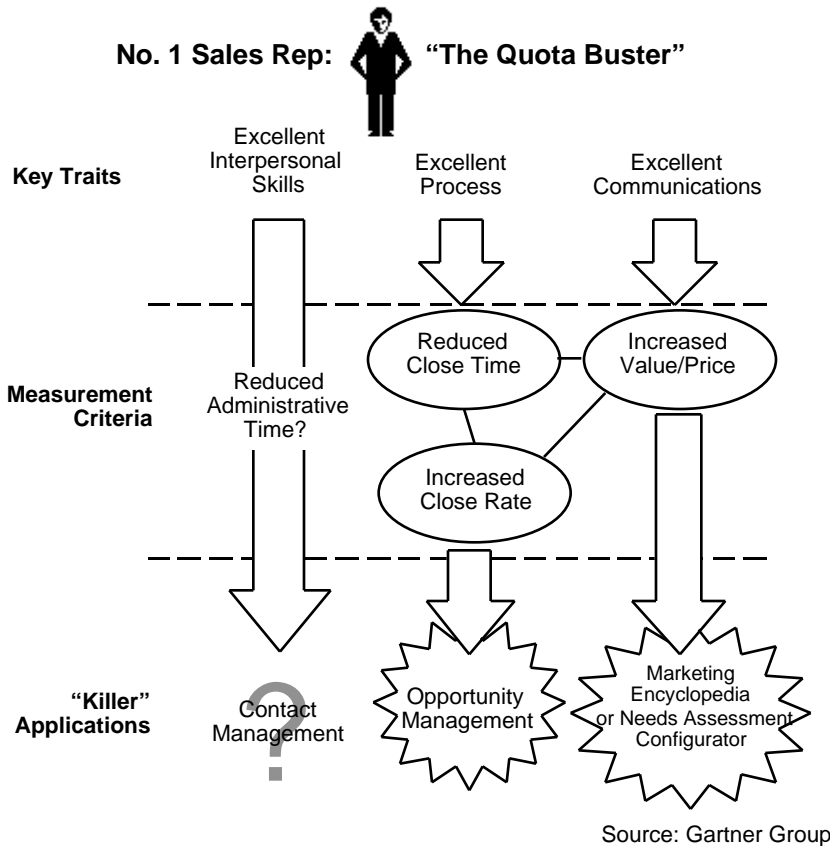 No. 1 Sales Rep: “The Quota Buster”
Key Traits
Excellent
Interpersonal
Skills
Excellent
Process
Excellent
Communications
Measurement
Criteria
Reduced
Administrative
Time?
Reduced
Close Time
Increased
Value/Price
Increased
Close Rate
“Killer”
Applications
?
Contact
Management
Opportunity
Management
Marketing
Encyclopedia
or Needs Assessment
Configurator
Source: Gartner Group